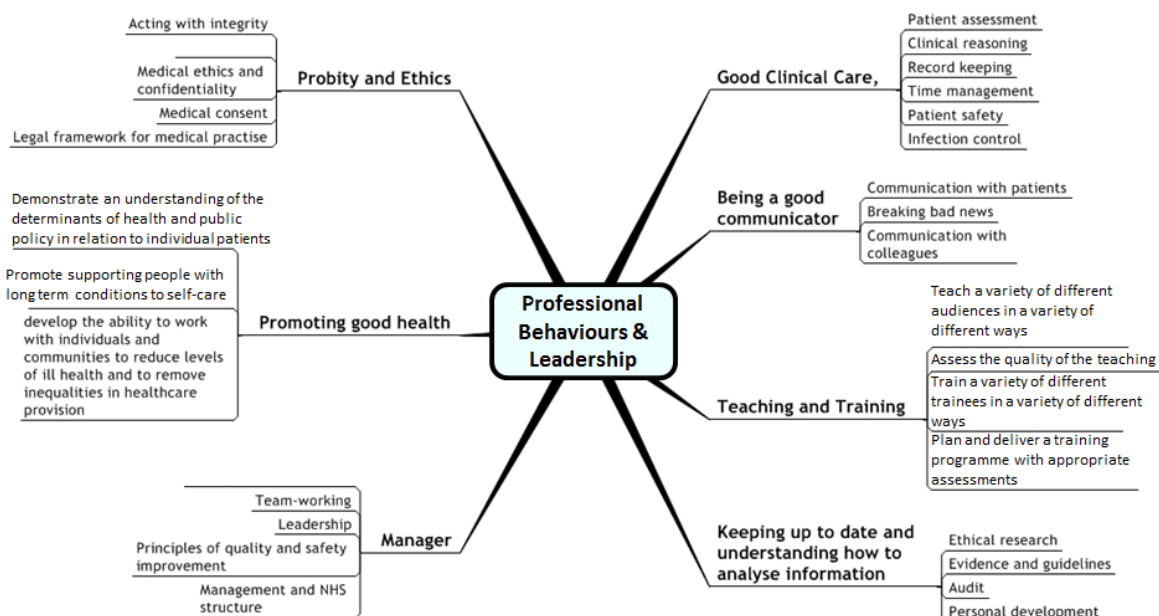 Professional
Behaviours &
Leadership
Probity and Ethics
Acting with integrity
Medical ethics and
confidentiality
Medical consent
Legal framework for medical practise
Promoting good health
Demonstrate an understanding of the
determinants of health and public
policy in relation to individual patients
Promote supporting people with
long term conditions to self-care
develop the ability to work
with individuals and
communities to reduce levels
of ill health and to remove
inequalities in healthcare
provision
Manager
Team-working
Leadership
Principles of quality and safety
improvement
Management and NHS
structure
Good Clinical Care,
Patient assessment
Clinical reasoning
Record keeping
Time management
Patient safety
Infection control
Being a good
communicator
Communication with patients
Breaking bad news
Communication with
colleagues
Teaching and Training
Teach a variety of different
audiences in a variety of
different ways
Assess the quality of the teaching
Train a variety of different
trainees in a variety of different
ways
Plan and deliver a training
programme with appropriate
assessments
Keeping up to date and
understanding how to
analyse information
Ethical research
Evidence and guidelines
Audit
Personal development